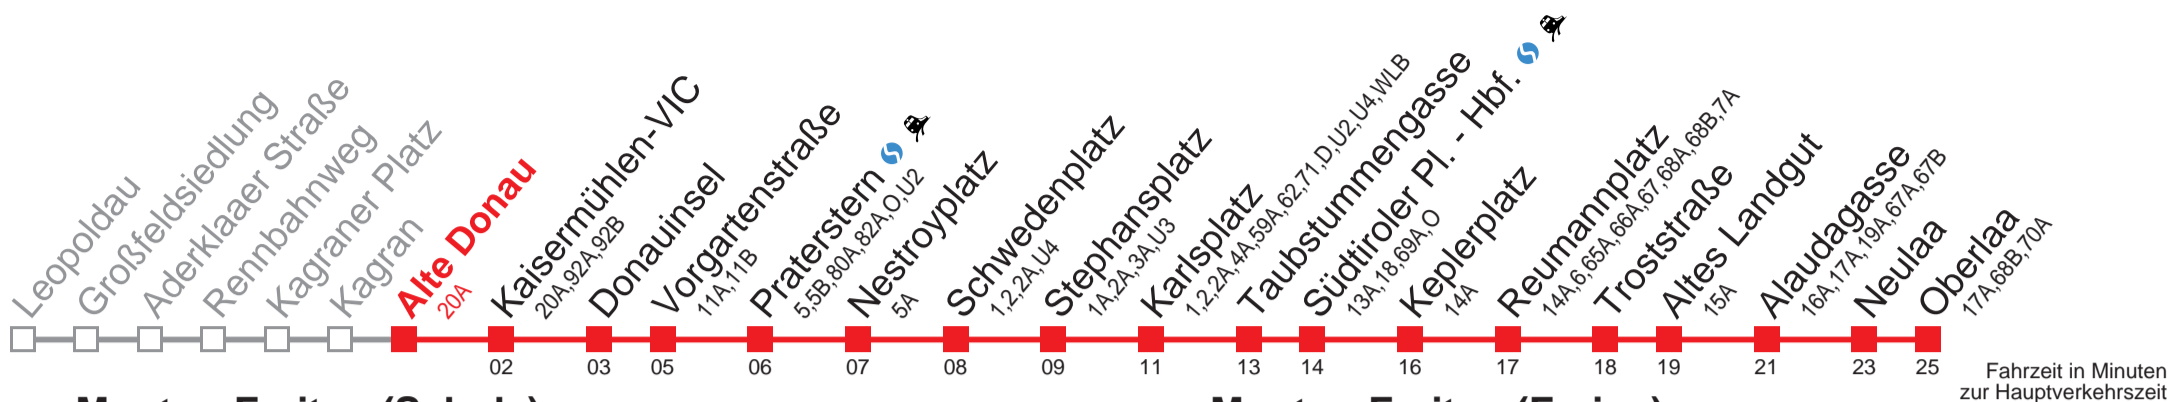 Leopoldau
Großfeldsiedlung
Aderklaaer Straße
Rennbahnweg
Kagraner Platz
Kagran
Alte Donau
20A
Kaisermühlen-VIC
20A,92A,92B
Donauinsel
Vorgartenstraße
11A,11B
Praterstern
5,5B,80A,82A,O,U2
Nestroyplatz
5A
Schwedenplatz
1,2,2A,U4
Stephansplatz
1A,2A,3A,U3
Karlsplatz
1,2,2A,4A,59A,62,71,D,U2,U4,WLB
Taubstummengasse
Südtiroler Pl. - Hbf.
13A,18,69A,O
Keplerplatz
14A
Reumannplatz
14A,6,65A,66A,67,68A,68B,7A
Troststraße
Altes Landgut
15A
Alaudagasse
16A,17A,19A,67A,67B
Neulaa
Oberlaa
17A,68B,70A
02 03 05 06 07 08 09 11 13 14 16 17 18 19 21 23 25
Fahrzeit in Minuten
zur Hauptverkehrszeit